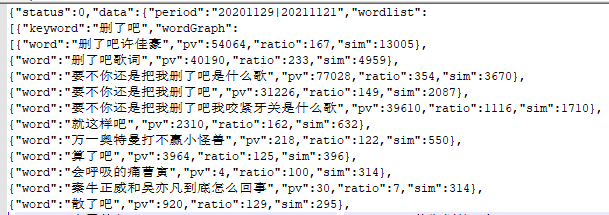 {"status":0,"data":{"period":"20201129|20211121","wordlist":
[{"keyword":"删了吧","wordGraph":
[{"word":"删了吧许佳豪","pv":54064,"ratio":167,"sim":13005},
{"word":"删了吧歌词","pv":40190,"ratio":233,"sim":4959},
{"word":"要不你还是把我删了吧是什么歌","pv":77028,"ratio":354,"sim":3670},
{"word":"要不你还是把我删了吧","pv":31226,"ratio":149,"sim":2087},
{"word":"要不你还是把我删了吧我咬紧牙关是什么歌","pv":39610,"ratio":1116,"sim":1710},
{"word":"就这样吧","pv":2310,"ratio":162,"sim":632},
{"word":"万一奥特曼打不赢小怪兽","pv":218,"ratio":122,"sim":550},
{"word":"算了吧","pv":3964,"ratio":125,"sim":396},
{"word":"会呼吸的痛曹寅","pv":4,"ratio":100,"sim":314},
{"word":"秦牛正威和吴亦凡到底怎么回事","pv":30,"ratio":7,"sim":314},
{"word":"散了吧","pv":920,"ratio":129,"sim":295},